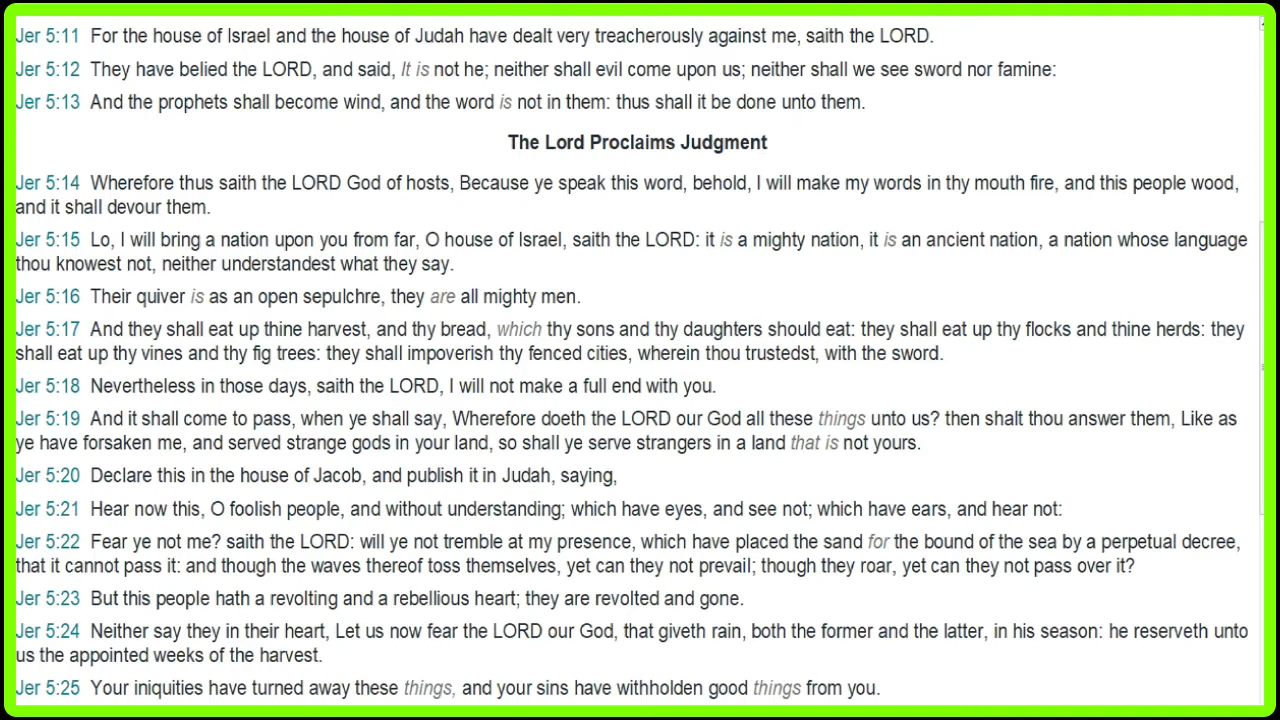 Jer 5:11 For the house of Israel and the house of Judah have dealt very treacherously against me, saith the LORD.
Jer 5:12 They have belied the LORD, and said, It is not he; neither shall evil come upon us; neither shall we see sword nor famine:
Jer 5:13 And the prophets shall become wind, and the word is not in them: thus shall it be done unto them.
The Lord Proclaims Judgment
Jer 5:14 Wherefore thus saith the LORD God of hosts, Because ye speak this word, behold, I will make my words in thy mouth fire, and this people wood,
and it shall devour them.
Jer 5:15 Lo, I will bring a nation upon you from far, O house of Israel, saith the LORD: it is a mighty nation, it is an ancient nation, a nation whose language
thou knowest not, neither understandest what they say.
Jer 5:16 Their quiver is as an open sepulchre, they are all mighty men.
Jer 5:17 And they shall eat up thine harvest, and thy bread, which thy sons and thy daughters should eat: they shall eat up thy flocks and thine herds: they
shall eat up thy vines and thy fig trees: they shall impoverish thy fenced cities, wherein thou trustedst, with the sword.
Jer 5:18 Nevertheless in those days, saith the LORD, I will not make a full end with you.
Jer 5:19 And it shall come to pass, when ye shall say, Wherefore doeth the LORD our God all these things unto us? then shalt thou answer them, Like as
ye have forsaken me, and served strange gods in your land, so shall ye serve strangers in a land that is not yours.
Jer 5:20 Declare this in the house of Jacob, and publish it in Judah, saying,
Jer 5:21 Hear now this, O foolish people, and without understanding; which have eyes, and see not; which have ears, and hear not:
Jer 5:22 Fear ye not me? saith the LORD: will ye not tremble at my presence, which have placed the sand for the bound of the sea by a perpetual decree,
that it cannot pass it: and though the waves thereof toss themselves, yet can they not prevail; though they roar, yet can they not pass over it?
Jer 5:23 But this people hath a revolting and a rebellious heart; they are revolted and gone.
Jer 5:24 Neither say they in their heart, Let us now fear the LORD our God, that giveth rain, both the former and the latter, in his season: he reserveth unto
us the appointed weeks of the harvest.
Jer 5:25 Your iniquities have turned away these things, and your sins have withholden good things from you.